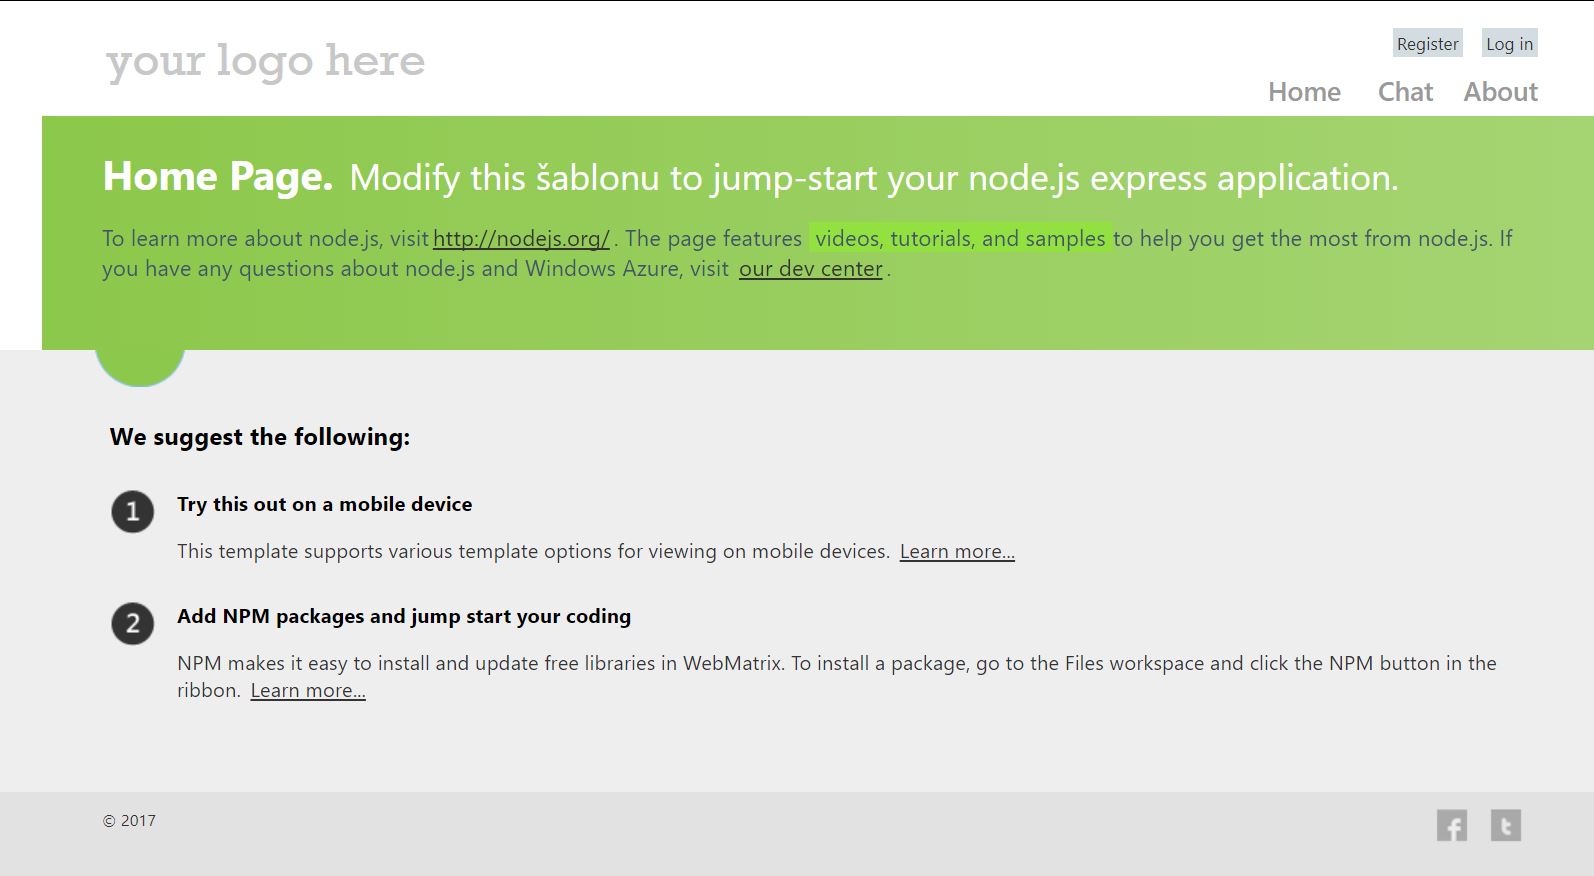 your logo here
Register Log in
Home Chat About
Home Page. Modify this šablonu to jump-start your node.js express application.
To learn more about node.js, visit http://nodejs.org/ . The page features videos, tutorials, and samples to help you get the most from node.js. If
you have any questions about node.js and Windows Azure, visit our dev center .
We suggest the following:
1 Try this out on a mobile device
This template supports various template options for viewing on mobile devices. Learn more...
2 Add NPM packages and jump start your coding
NPM makes it easy to install and update free libraries in WebMatrix. To install a package, go to the Files workspace and click the NPM button in the
ribbon. Learn more...
© 2017
f t